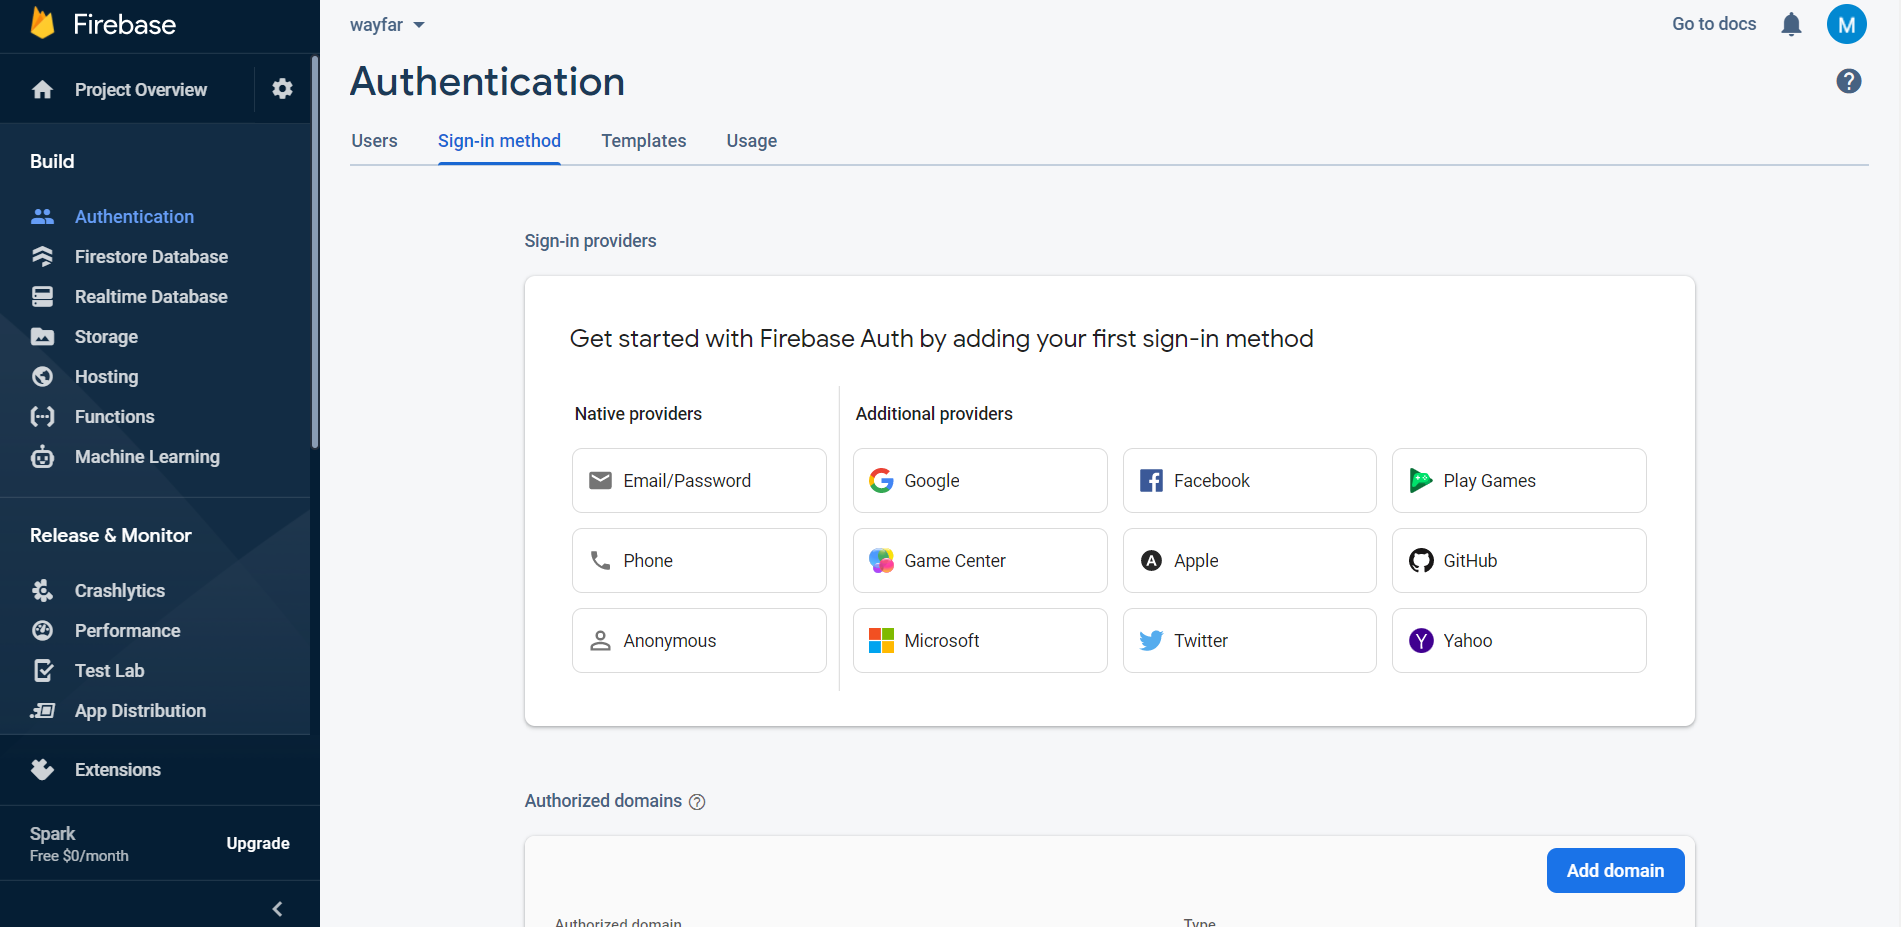 Firebase
Project Overview
Build
Authentication
Firestore Database
Realtime Database
Storage
Hosting
Functions
Machine Learning
Release & Monitor
Crashlytics
Performance
Test Lab
App Distribution
Extensions
Spark
Free $0/month
Upgrade
wayfar
Go to docs
M
Authentication
?
Users Sign-in method Templates Usage
Sign-in providers
Get started with Firebase Auth by adding your first sign-in method
Native providers
Email/Password
Phone
Anonymous
Additional providers
Google
Facebook
Play Games
Game Center
Apple
GitHub
Microsoft
Twitter
Yahoo
Authorized domains ?
Add domain
Authorized domain Type